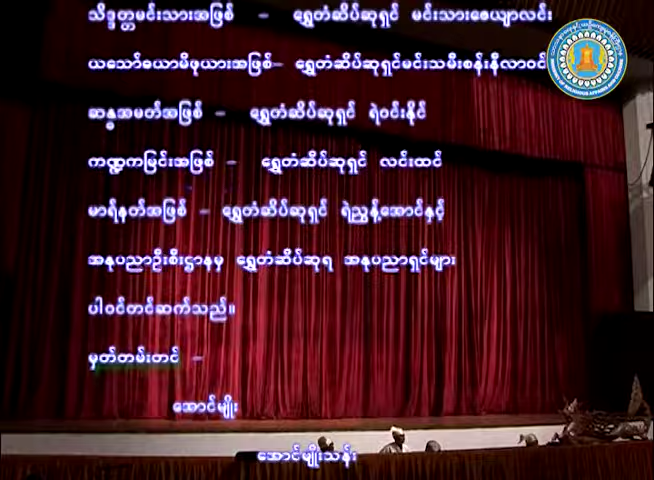 သိဒ္ဓတ္တမင်းသားအဖြစ် - ရွှေတံဆိပ်ဆုရှင် မင်းသားဇေယျာလင်း
ယသော်ဓယာမိဖုယားအဖြစ်- ရွှေတံဆိပ်ဆုရှင်မင်းသမီးစန်းနီလာဝင်း
ဆန္ဒအမတ်အဖြစ် - ရွှေတံဆိပ်ဆုရှင် ရဲဝင်းနိုင်
ကဏ္ဍကမြင်းအဖြစ် - ရွှေတံဆိပ်ဆုရှင် လင်းထင်
မာရ်နတ်အဖြစ် - ရွှေတံဆိပ်ဆုရှင် ရဲညွန့်အောင်နှင့်
အနုပညာဦးစီးဌာနမှ ရွှေတံဆိပ်ဆုရ အနုပညာရှင်များ
ပါဝင်တင်ဆက်သည်။
မှတ်တမ်းတင် -
အောင်မျိုး
အောင်မျိုးသန်း